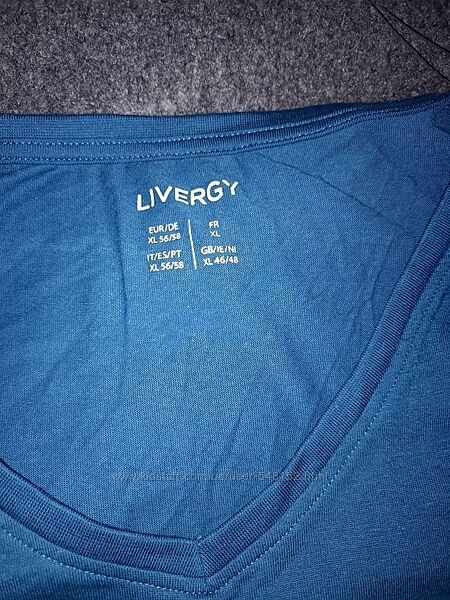 LIVERGY
EUR/DE
XL 56/58
IT/ES/PT
XL 56/58
FR
XL
GB/IE/NI
XL 46/48